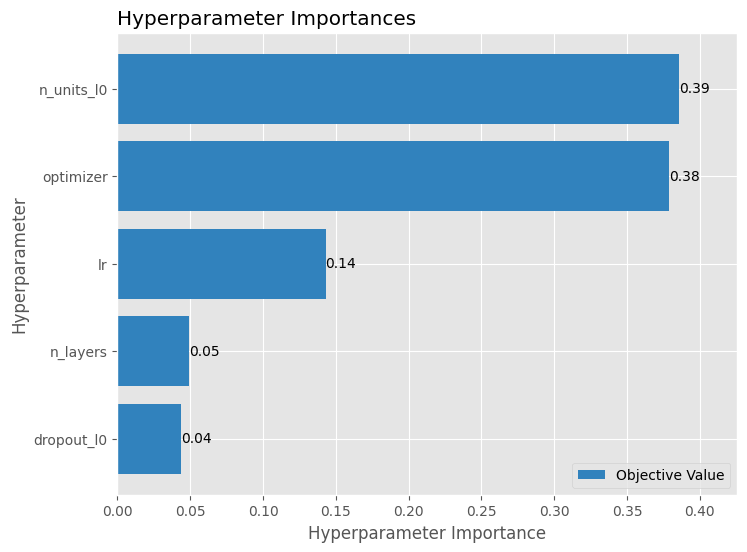 Hyperparameter Importances
Hyperparameter
n_units_l0
0.39
optimizer
0.38
lr
0.14
n_layers
0.05
dropout_l0
0.04
Objective Value
0.00 0.05 0.10 0.15 0.20 0.25 0.30 0.35 0.40
Hyperparameter Importance